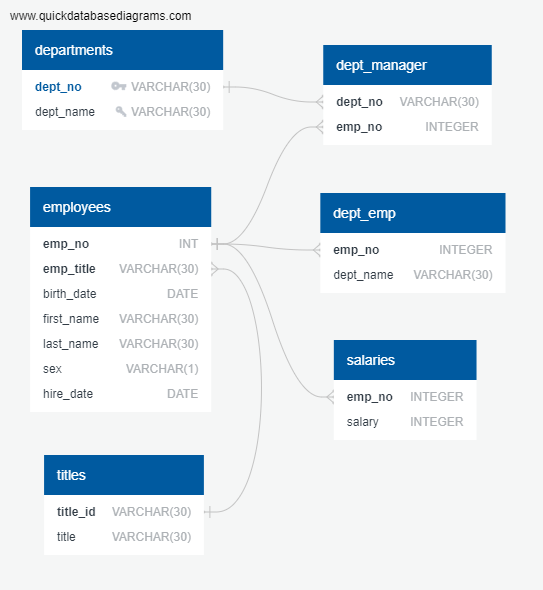 www.quickdatabasediagrams.com
departments
dept_no VARCHAR(30)
dept_name VARCHAR(30)
dept_manager
dept_no VARCHAR(30)
emp_no INTEGER
employees
emp_no INT
emp_title VARCHAR(30)
birth_date DATE
first_name VARCHAR(30)
last_name VARCHAR(30)
sex VARCHAR(1)
hire_date DATE
dept_emp
emp_no INTEGER
dept_name VARCHAR(30)
salaries
emp_no INTEGER
salary INTEGER
titles
title_id VARCHAR(30)
title VARCHAR(30)